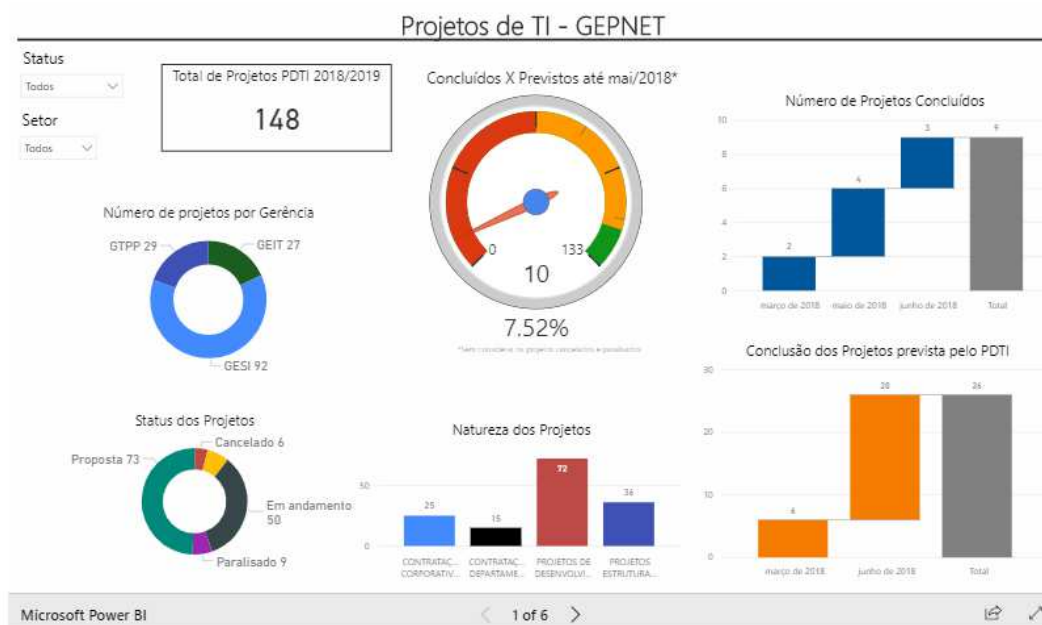 Projetos de TI - GEPNET
Status
Todos
Setor
Todos
Total de Projetos PDTI 2018/2019
148
Concluídos X Previstos até mai/2018*
0
133
10
7.52%
*Sem considerar os projetos cancelados e paralisados
Número de Projetos Concluídos
10
8
6
4
2
0
2
4
3
9
março de 2018
maio de 2018
junho de 2018
Total
Número de projetos por Gerência
GTPP 29
GEIT 27
GESI 92
Status dos Projetos
Cancelado 6
Proposta 73
Em andamento
50
Paralisado 9
Natureza dos Projetos
50
0
25
15
72
36
CONTRATAÇ...
CORPORATIV...
CONTRATAÇ...
DEPARTAME...
PROJETOS DE
DESENVOLVI...
PROJETOS
ESTRUTURA...
Conclusão dos Projetos prevista pelo PDTI
30
20
10
0
6
20
26
março de 2018
junho de 2018
Total
Microsoft Power BI
1 of 6